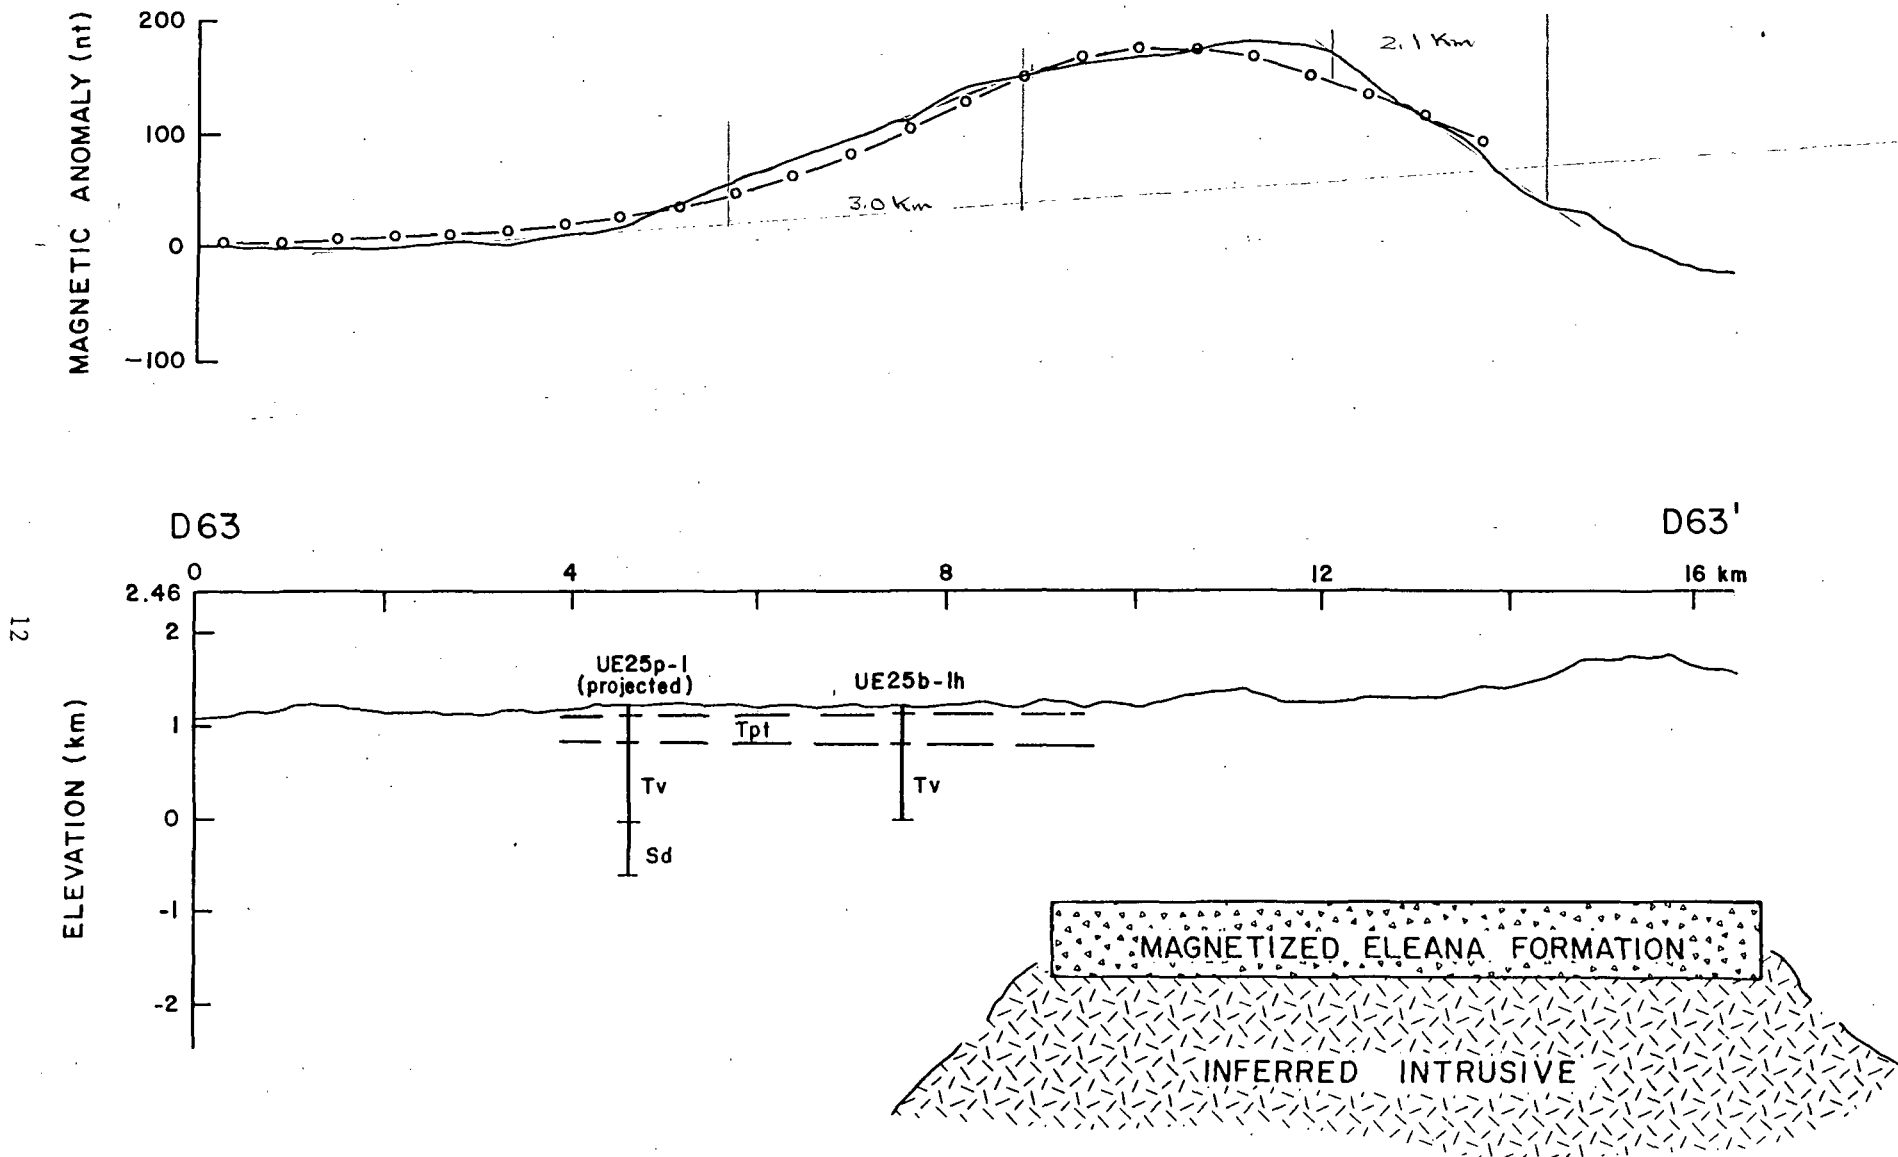 MAGNETIC ANOMALY (nt)
200
100
0
-100
2.1 Km
3.0 Km
D63
D63'
0
4
8
12
16 km
2.46
2
1
0
-1
-2
ELEVATION (km)
UE25p-1
(projected)
UE25b-1h
Tpt
Tv
Tv
Sd
MAGNETIZED ELEANA FORMATION
INFERRED INTRUSIVE
12